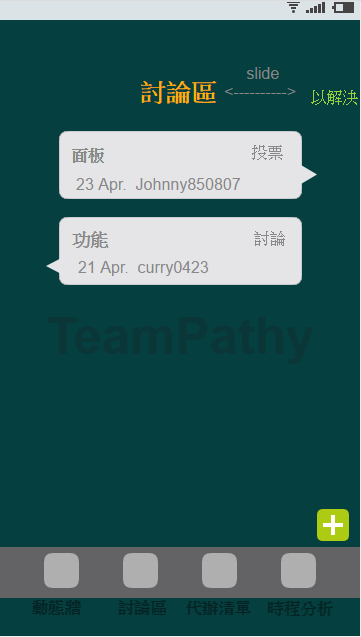 slide
討論區 <---------->
以解決
面板 投票
23 Apr. Johnny850807
功能 討論
21 Apr. curry0423
TeamPathy
動態牆 討論區 代辦清單 時程分析